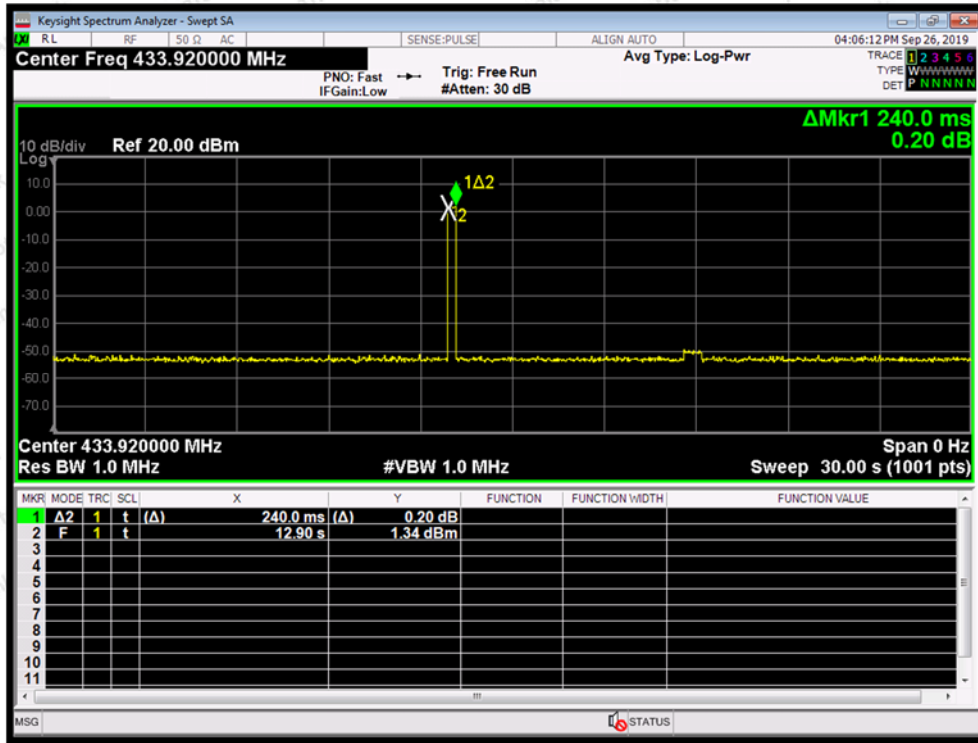 Keysight Spectrum Analyzer - Swept SA
RL RF 50 Ω AC SENSE:PULSE ALIGN AUTO 04:06:12 PM Sep 26, 2019
Center Freq 433.920000 MHz
PNO: Fast
IFGain:Low
Trig: Free Run
#Atten: 30 dB
Avg Type: Log-Pwr
TRACE 1 2 3 4 5 6
TYPE WWWWWW
DET P N N N N N
ΔMkr1 240.0 ms
0.20 dB
10 dB/div Ref 20.00 dBm
Log
10.0
0.00
-10.0
-20.0
-30.0
-40.0
-50.0
-60.0
-70.0
1Δ2
2
Center 433.920000 MHz Span 0 Hz
Res BW 1.0 MHz #VBW 1.0 MHz Sweep 30.00 s (1001 pts)
MKR MODE TRC SCL X Y FUNCTION FUNCTION WIDTH FUNCTION VALUE
1 Δ2 1 t (Δ) 240.0 ms (Δ) 0.20 dB
2 F 1 t 12.90 s 1.34 dBm
3
4
5
6
7
8
9
10
11
MSG STATUS